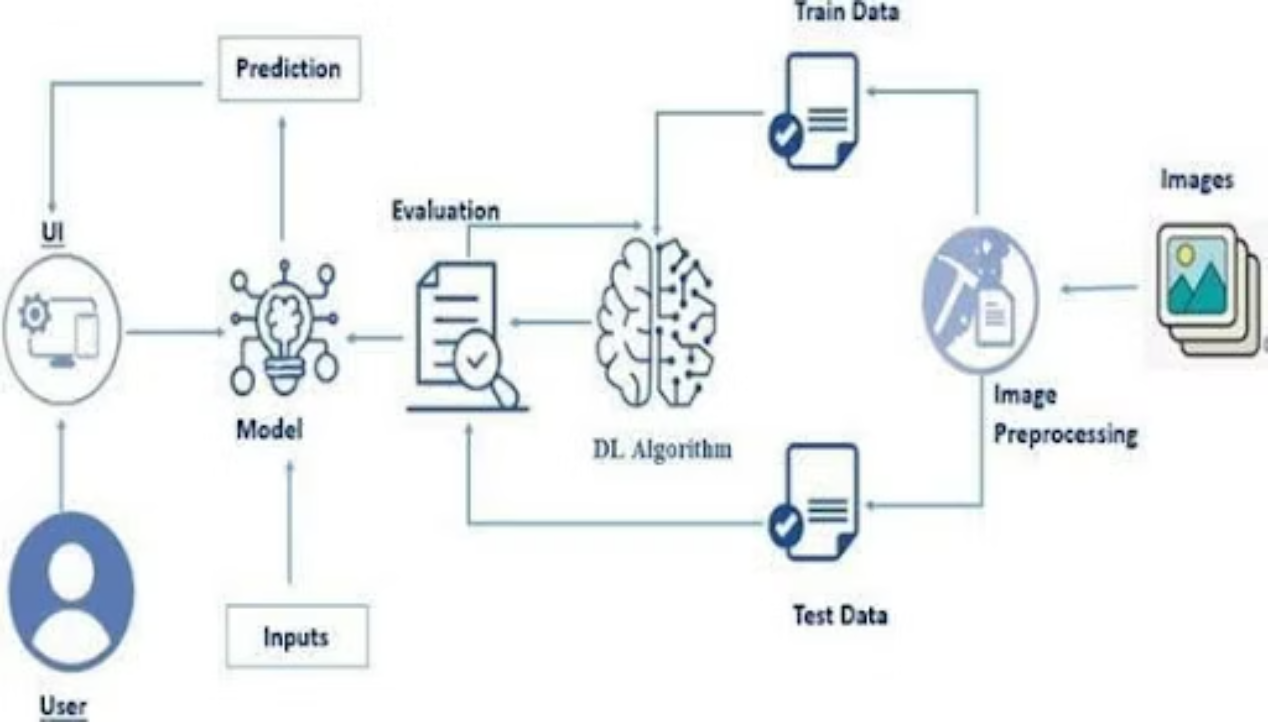 Train Data
Prediction
Images
Evaluation
UI
Image
Preprocessing
Model
DL Algorithm
Test Data
Inputs
User